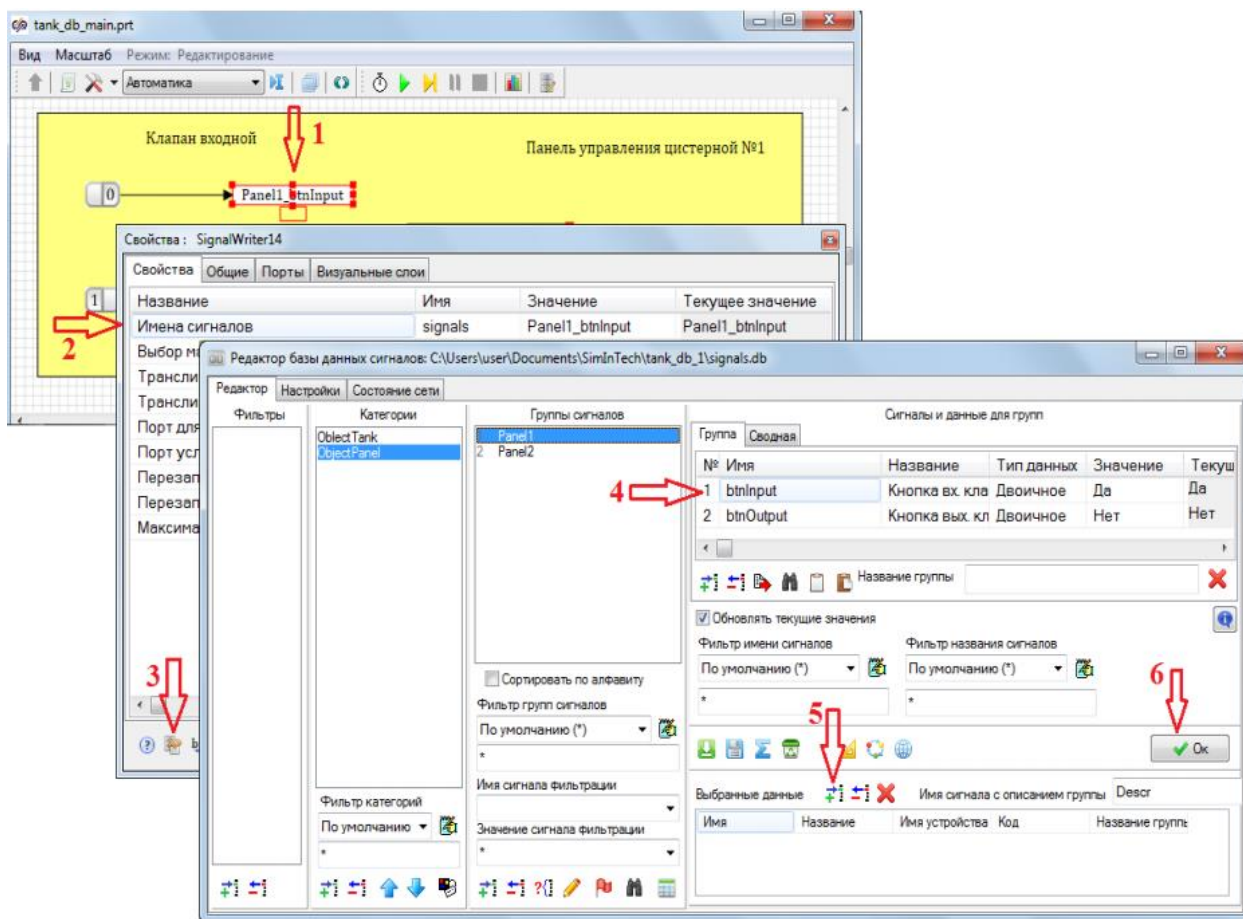 tank_db_main.prt
Вид Масштаб Режим: Редактирование
Автоматика
Клапан входной
1
Панель управления цистерной №1
0
Panel1_btnInput
Свойства : SignalWriter14
Свойства Общие Порты Визуальные слои
Название Имя Значение Текущее значение
1
2
Имена сигналов signals Panel1_btnInput Panel1_btnInput
Выбор
Трансли
Трансли
Порт для
Порт усл
Перезап
Перезап
Максима
3
Редактор базы данных сигналов: C:\Users\user\Documents\SimInTech\tank_db_1\signals.db
Редактор Настройки Состояние сети
Фильтры
Категории
OblectTank
ObjectPanel
Фильтр категорий
По умолчанию
*
Группы сигналов
Panel1
2 Panel2
Сортировать по алфавиту
Фильтр групп сигналов
По умолчанию (*)
*
Имя сигнала фильтрации
Значение сигнала фильтрации
*
Сигналы и данные для групп
Группа Сводная
№ Имя Название Тип данных Значение Текущ
4
1 btnInput Кнопка вх. кла Двоичное Да Да
2 btnOutput Кнопка вых. кл Двоичное Нет Нет
Название группы
Обновлять текущие значения
Фильтр имени сигналов Фильтр названия сигналов
По умолчанию (*) По умолчанию (*)
* *
5
6
Ок
Выбранные данные Имя сигнала с описанием группы Descr
Имя Название Имя устройства Код Название группь